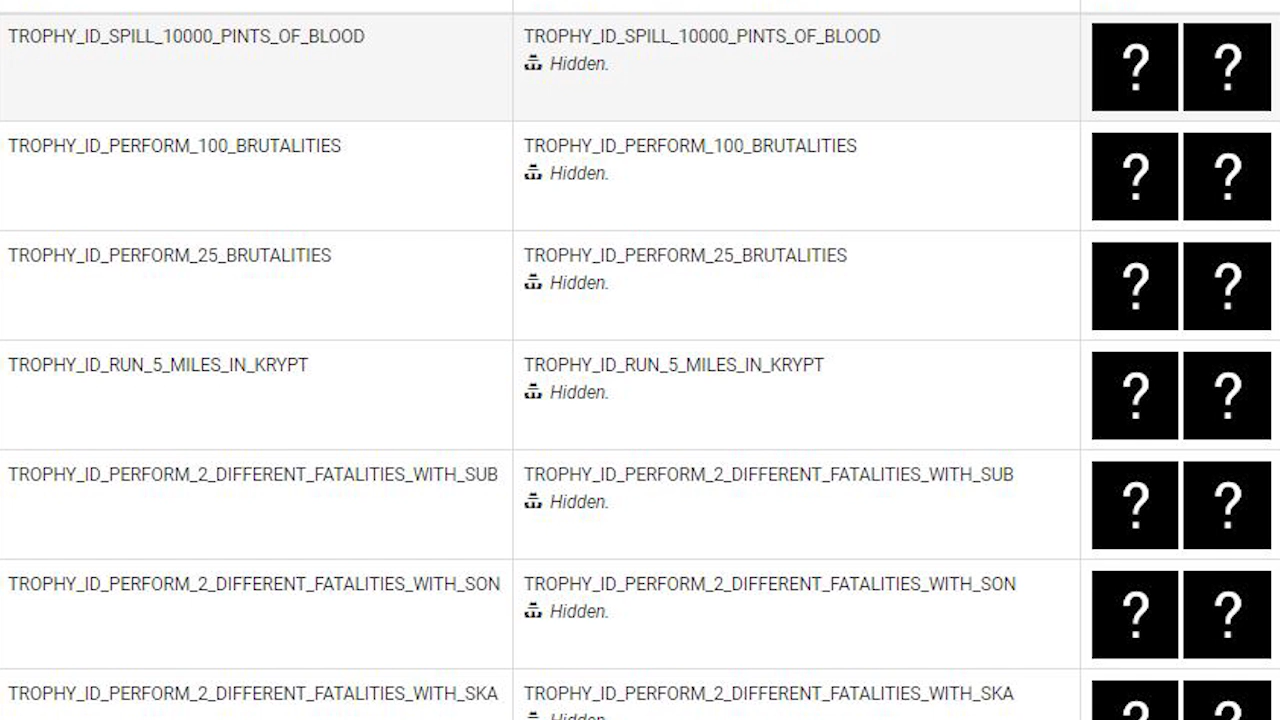 TROPHY_ID_SPILL_10000_PINTS_OF_BLOOD TROPHY_ID_SPILL_10000_PINTS_OF_BLOOD ? ?
Hidden.
TROPHY_ID_PERFORM_100_BRUTALITIES TROPHY_ID_PERFORM_100_BRUTALITIES ? ?
Hidden.
TROPHY_ID_PERFORM_25_BRUTALITIES TROPHY_ID_PERFORM_25_BRUTALITIES ? ?
Hidden.
TROPHY_ID_RUN_5_MILES_IN_KRYPT TROPHY_ID_RUN_5_MILES_IN_KRYPT ? ?
Hidden.
TROPHY_ID_PERFORM_2_DIFFERENT_FATALITIES_WITH_SUB TROPHY_ID_PERFORM_2_DIFFERENT_FATALITIES_WITH_SUB ? ?
Hidden.
TROPHY_ID_PERFORM_2_DIFFERENT_FATALITIES_WITH_SON TROPHY_ID_PERFORM_2_DIFFERENT_FATALITIES_WITH_SON ? ?
Hidden.
TROPHY_ID_PERFORM_2_DIFFERENT_FATALITIES_WITH_SKA TROPHY_ID_PERFORM_2_DIFFERENT_FATALITIES_WITH_SKA ? ?
Hidden